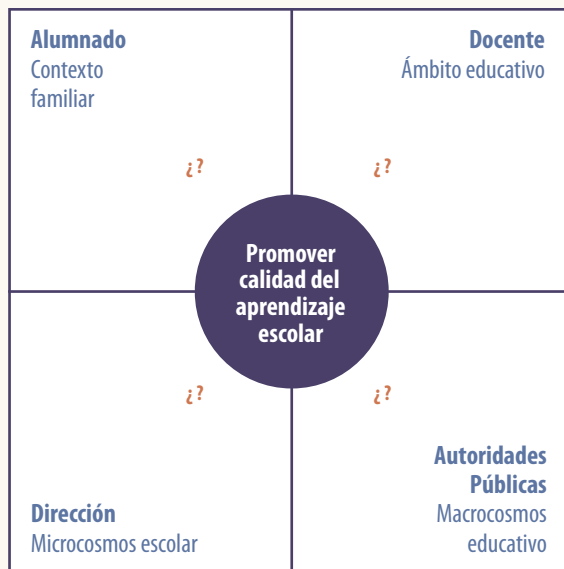 Alumnado
Contexto
familiar
Docente
Ámbito educativo
¿?
¿?
Promover
calidad del
aprendizaje
escolar
¿?
¿?
Dirección
Microcosmos escolar
Autoridades
Públicas
Macrocosmos
educativo